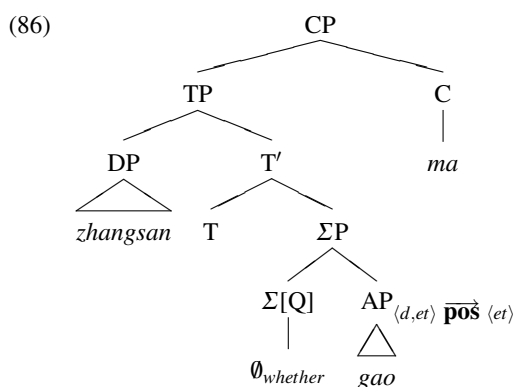 (86)
CP
TP C
DP T′ ma
zhangsan T ΣP
Σ[Q] AP⟨d,et⟩ pos→ ⟨et⟩
∅whether gao